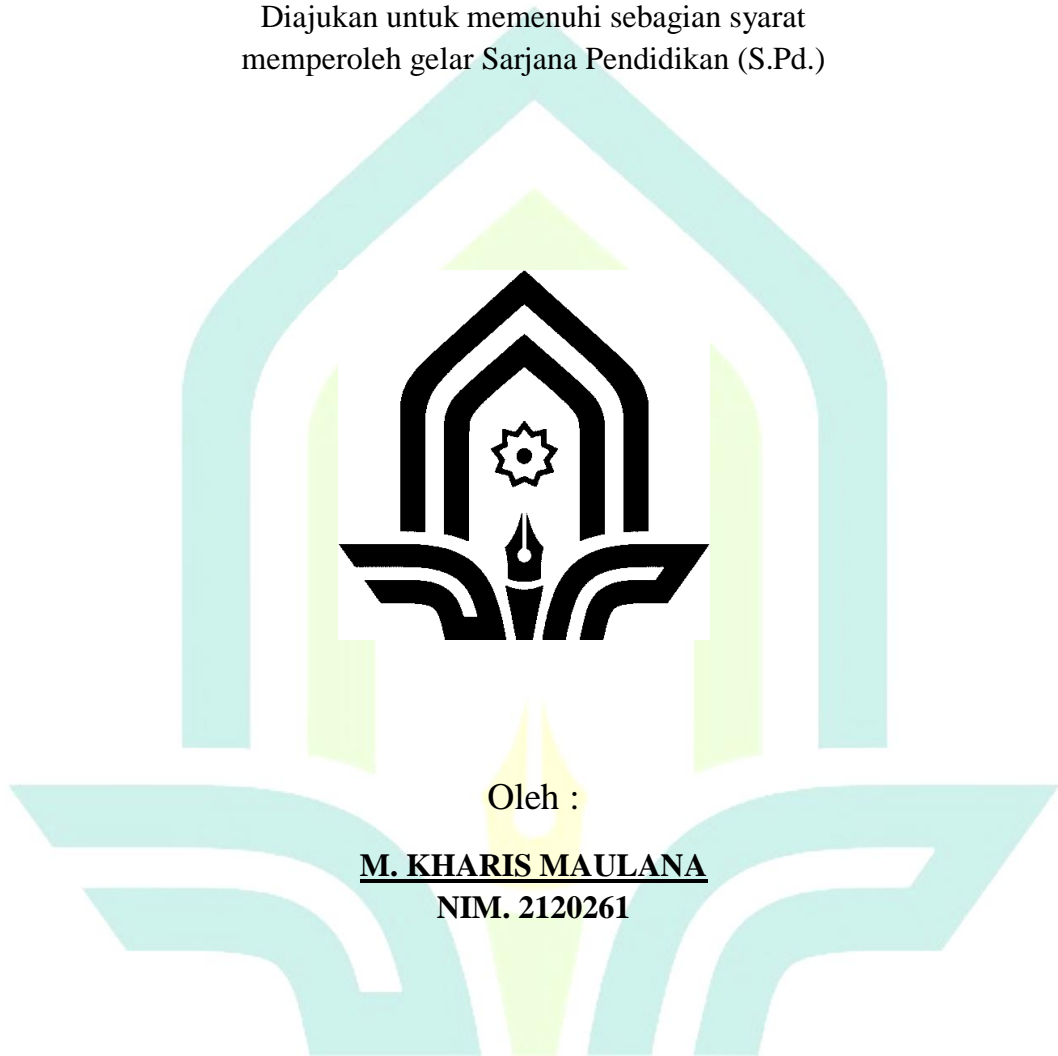 Diajukan untuk memenuhi sebagian syarat
memperoleh gelar Sarjana Pendidikan (S.Pd.)
Oleh :
M. KHARIS MAULANA
NIM. 2120261